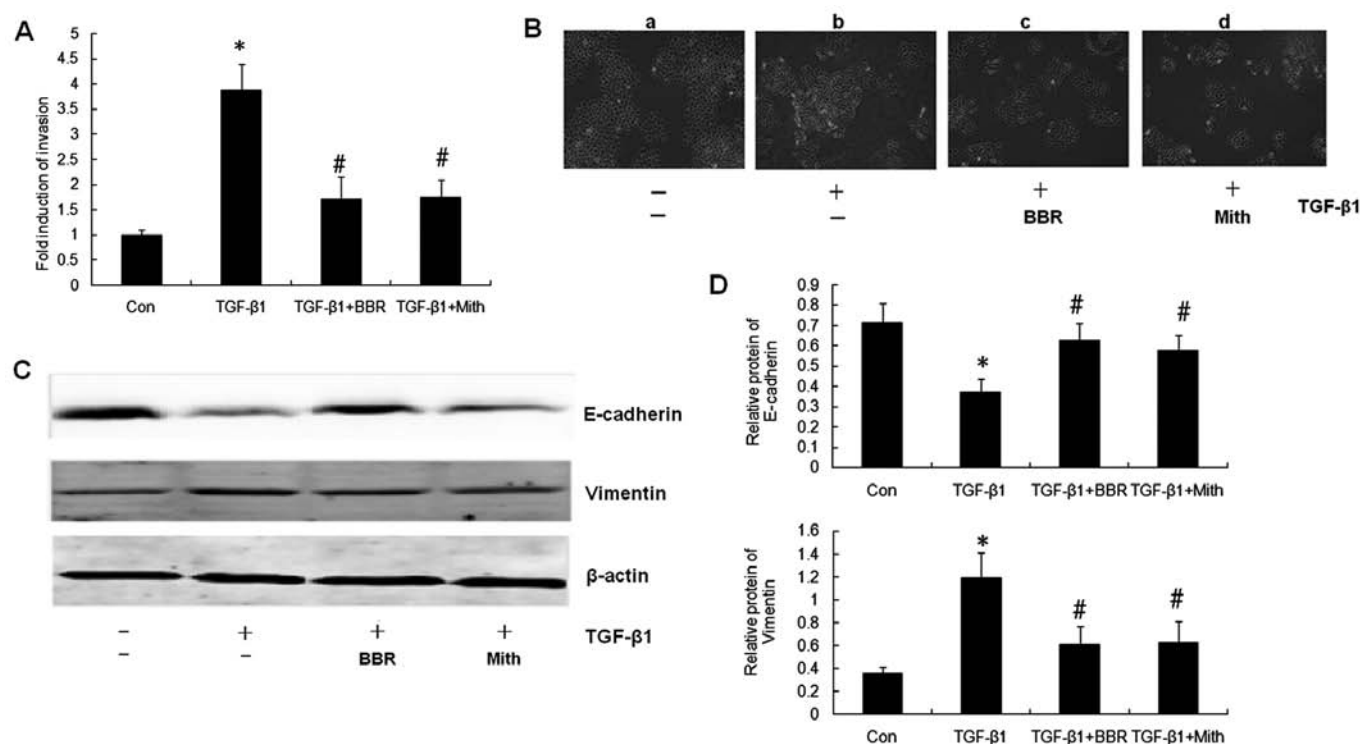 A
Fold induction of invasion
5
4.5
4
3.5
3
2.5
2
1.5
1
0.5
0
*
#
#
Con TGF-β1 TGF-β1+BBR TGF-β1+Mith
B
a b c d
− + + +
− − BBR Mith TGF-β1
C
E-cadherin
Vimentin
β-actin
− + + + TGF-β1
− − BBR Mith
D
Relative protein of
E-cadherin
0.9
0.8
0.7
0.6
0.5
0.4
0.3
0.2
0.1
0
*
#
#
Con TGF-β1 TGF-β1+BBR TGF-β1+Mith
Relative protein of
Vimentin
1.6
1.4
1.2
1
0.8
0.6
0.4
0.2
0
*
#
#
Con TGF-β1 TGF-β1+BBR TGF-β1+Mith